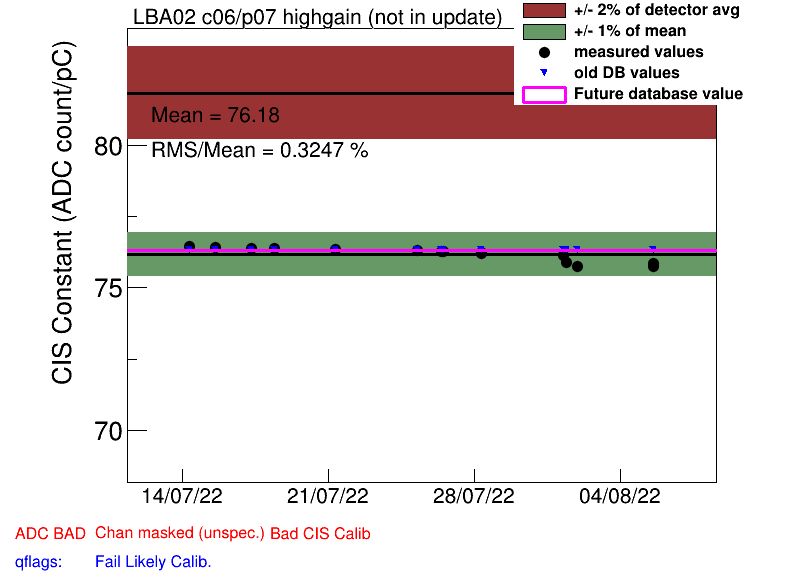 LBA02 c06/p07 highgain (not in update)
+/- 2% of detector avg
+/- 1% of mean
measured values
old DB values
Future database value
CIS Constant (ADC count/pC)
Mean = 76.18
RMS/Mean = 0.3247 %
80
75
70
14/07/22 21/07/22 28/07/22 04/08/22
ADC BAD Chan masked (unspec.) Bad CIS Calib
qflags: Fail Likely Calib.